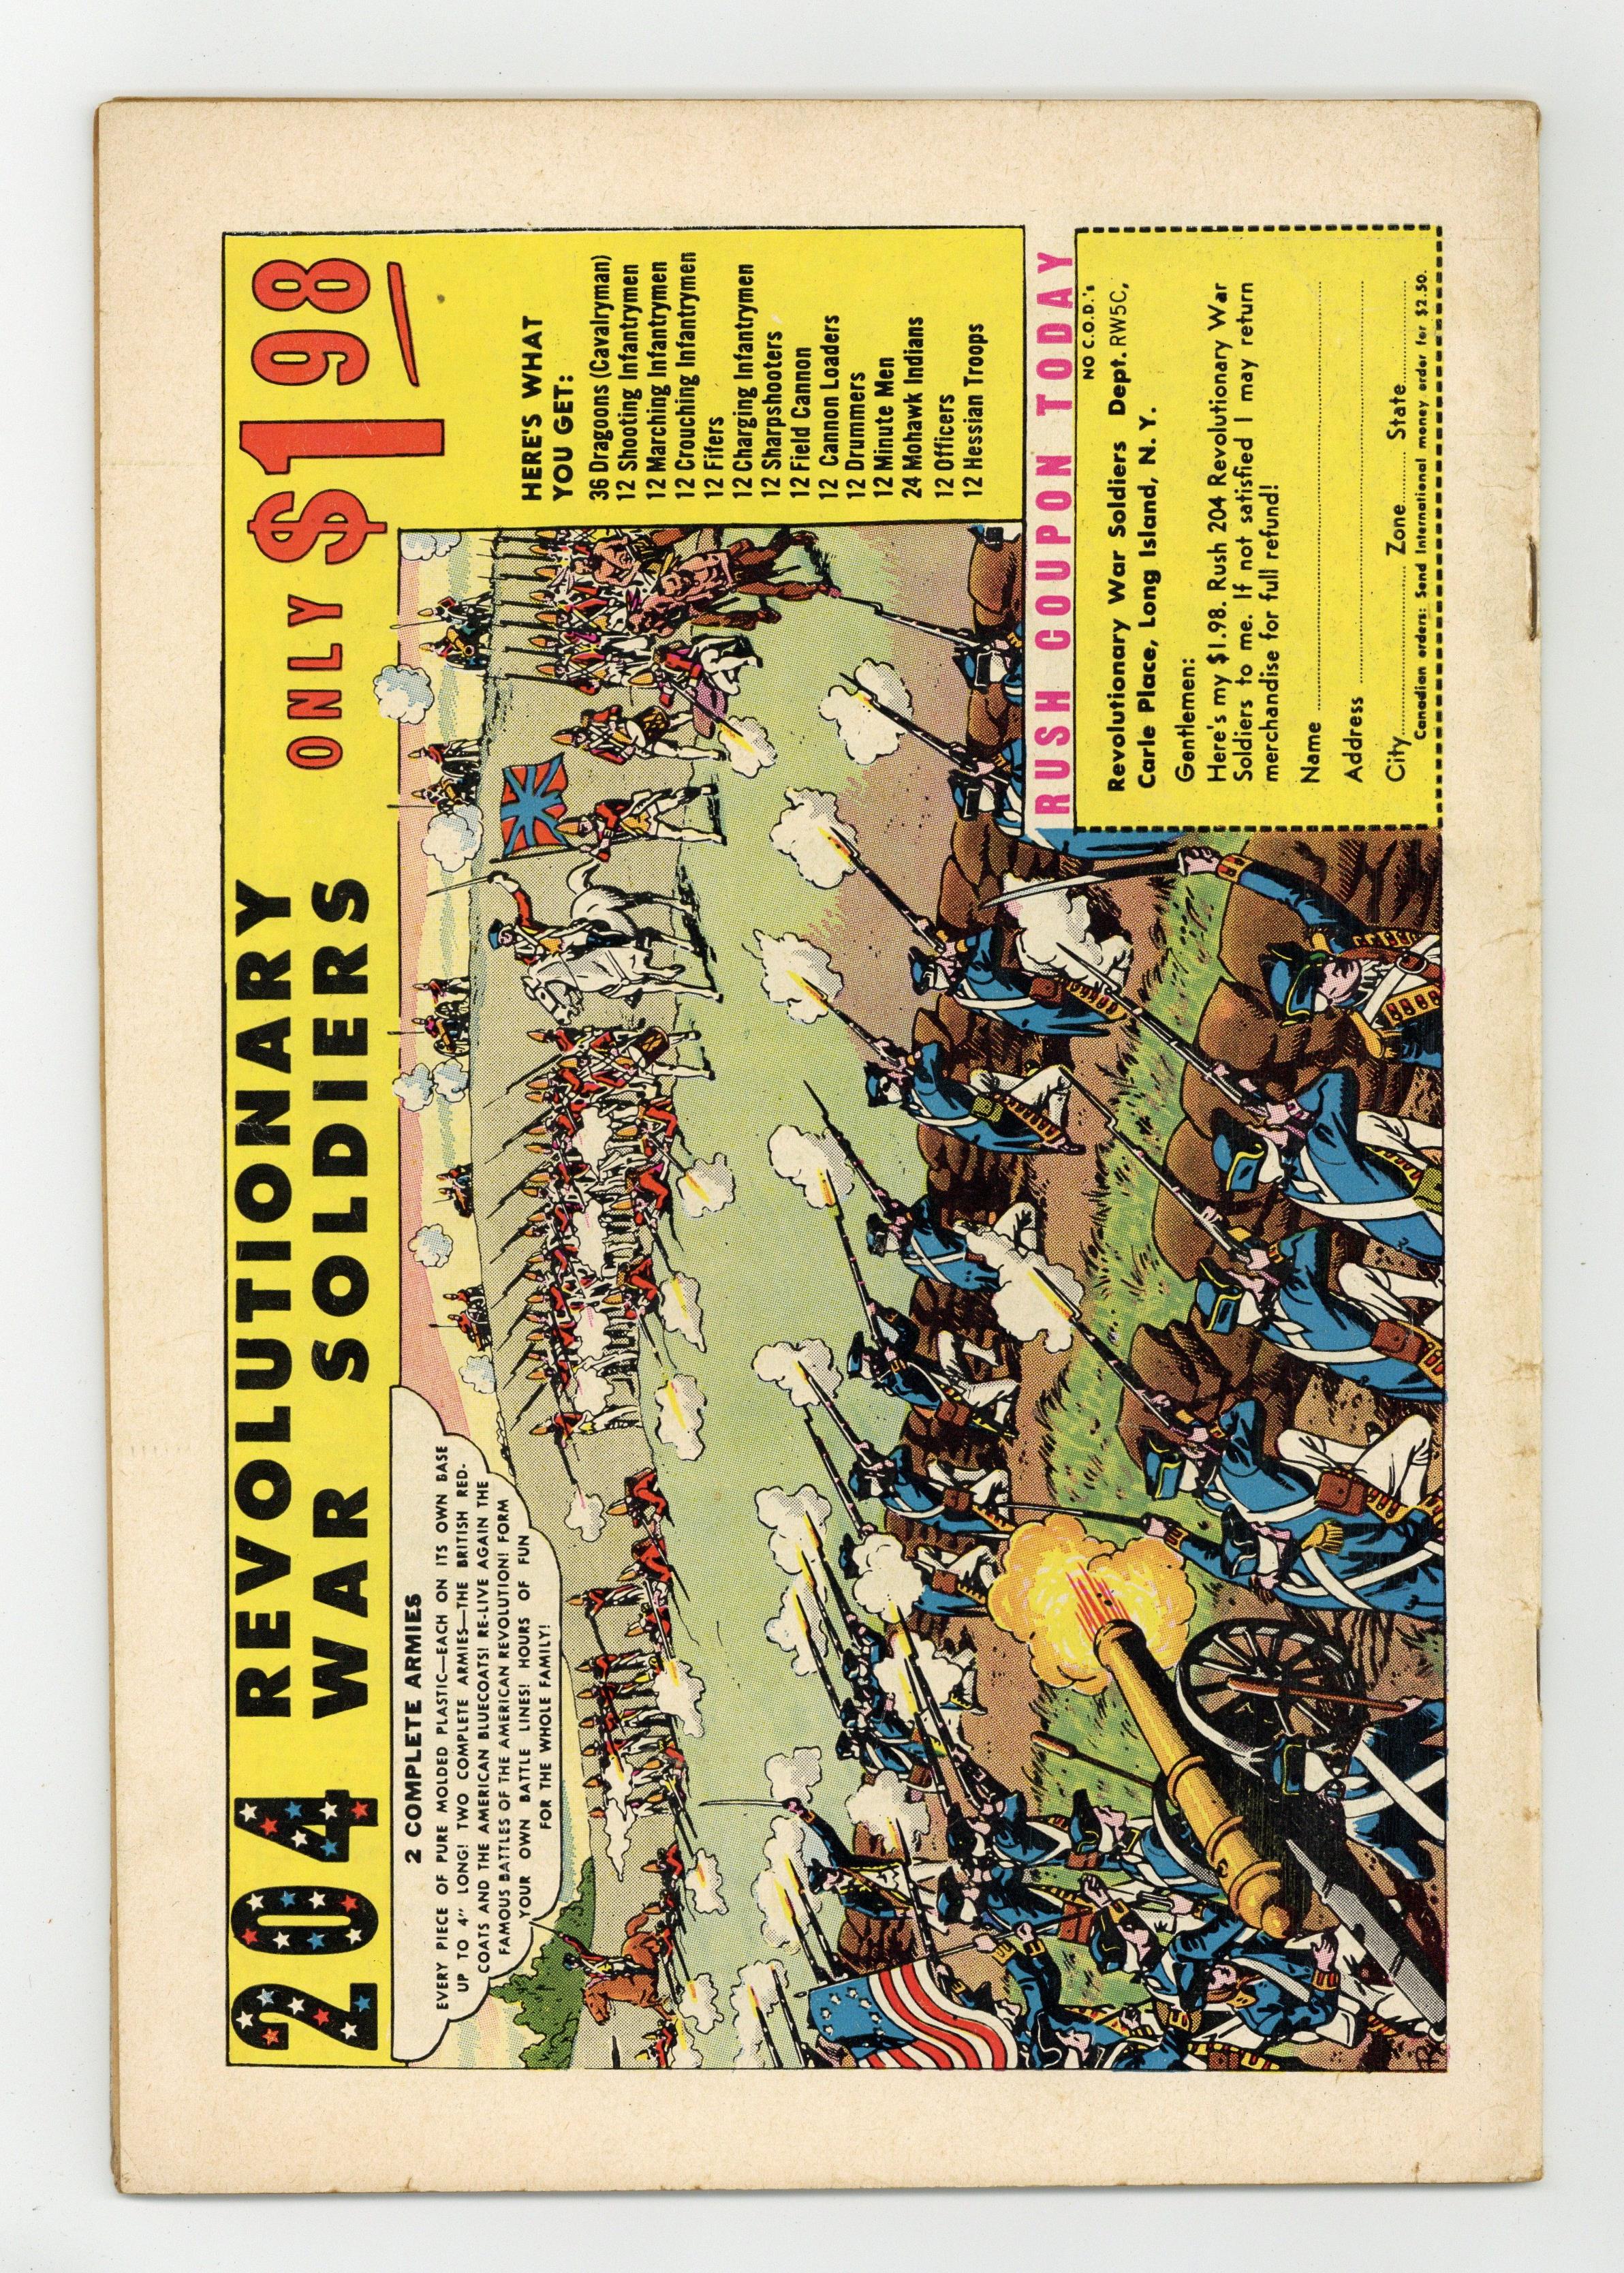 204 REVOLUTIONARY
WAR SOLDIERS
ONLY $1 98
2 COMPLETE ARMIES
EVERY PIECE OF PURE MOLDED PLASTIC—EACH ON ITS OWN BASE
UP TO 4" LONG! TWO COMPLETE ARMIES—THE BRITISH RED-
COATS AND THE AMERICAN BLUECOATS! RE-LIVE AGAIN THE
FAMOUS BATTLES OF THE AMERICAN REVOLUTION! FORM
YOUR OWN BATTLE LINES! HOURS OF FUN
FOR THE WHOLE FAMILY!
HERE'S WHAT
YOU GET:
36 Dragoons (Cavalryman)
12 Shooting Infantrymen
12 Marching Infantrymen
12 Crouching Infantrymen
12 Fifers
12 Charging Infantrymen
12 Sharpshooters
12 Field Cannon
12 Cannon Loaders
12 Drummers
12 Minute Men
24 Mohawk Indians
12 Officers
12 Hessian Troops
RUSH COUPON TODAY
NO C.O.D.'s
Revolutionary War Soldiers Dept. RW5C,
Carle Place, Long Island, N. Y.
Gentlemen:
Here's my $1.98. Rush 204 Revolutionary War
Soldiers to me. If not satisfied I may return
merchandise for full refund!
Name
Address
City Zone State
Canadian orders: Send International money order for $2.50.